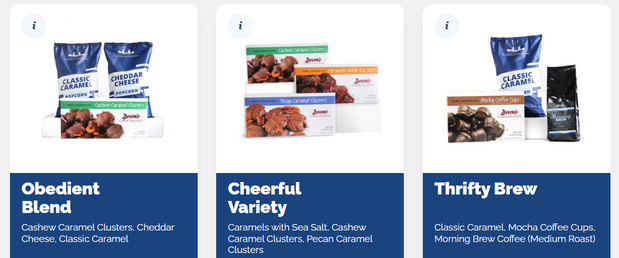 i
CLASSIC
CARAMEL
POPCORN
CHEDDAR
CHEESE
POPCORN
Cashew Caramel Clusters
Obedient
Blend
Cashew Caramel Clusters, Cheddar
Cheese, Classic Caramel
i
Cashew Caramel Clusters
Caramels with Sea Salt
Pecan Caramel Clusters
Cheerful
Variety
Caramels with Sea Salt, Cashew
Caramel Clusters, Pecan Caramel
Clusters
i
CLASSIC
CARAMEL
Mocha Coffee Cups
Thrifty Brew
Classic Caramel, Mocha Coffee Cups,
Morning Brew Coffee (Medium Roast)